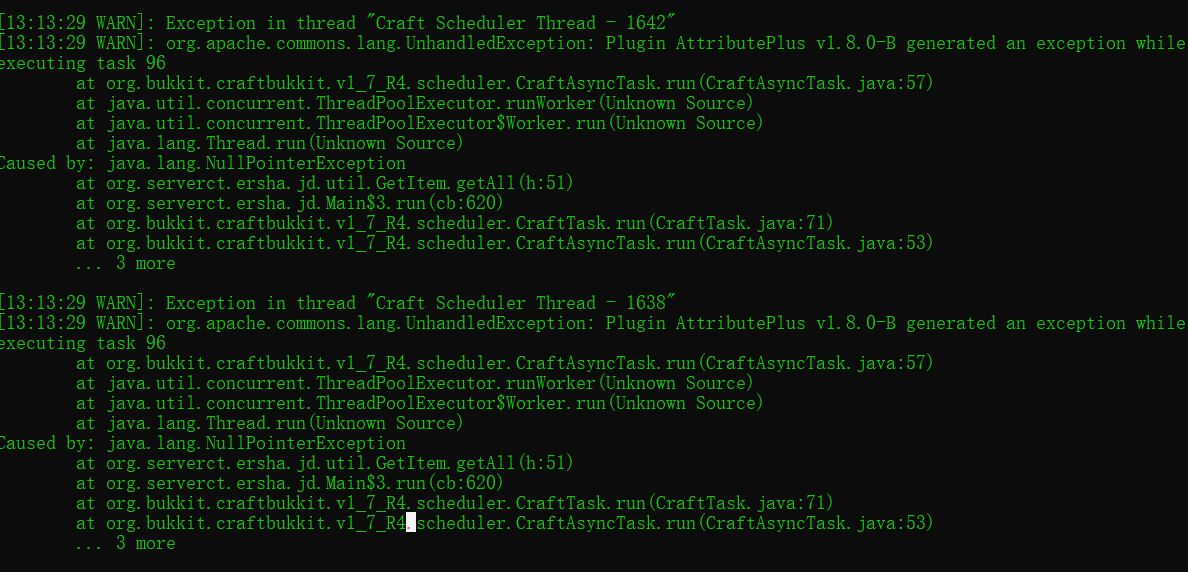 [13:13:29 WARN]: Exception in thread "Craft Scheduler Thread - 1642"
[13:13:29 WARN]: org.apache.commons.lang.UnhandledException: Plugin AttributePlus v1.8.0-B generated an exception while
executing task 96
at org.bukkit.craftbukkit.v1_7_R4.scheduler.CraftAsyncTask.run(CraftAsyncTask.java:57)
at java.util.concurrent.ThreadPoolExecutor.runWorker(Unknown Source)
at java.util.concurrent.ThreadPoolExecutor$Worker.run(Unknown Source)
at java.lang.Thread.run(Unknown Source)
Caused by: java.lang.NullPointerException
at org.serverct.ersha.jd.util.GetItem.getAll(h:51)
at org.serverct.ersha.jd.Main$3.run(cb:620)
at org.bukkit.craftbukkit.v1_7_R4.scheduler.CraftTask.run(CraftTask.java:71)
at org.bukkit.craftbukkit.v1_7_R4.scheduler.CraftAsyncTask.run(CraftAsyncTask.java:53)
... 3 more
[13:13:29 WARN]: Exception in thread "Craft Scheduler Thread - 1638"
[13:13:29 WARN]: org.apache.commons.lang.UnhandledException: Plugin AttributePlus v1.8.0-B generated an exception while
executing task 96
at org.bukkit.craftbukkit.v1_7_R4.scheduler.CraftAsyncTask.run(CraftAsyncTask.java:57)
at java.util.concurrent.ThreadPoolExecutor.runWorker(Unknown Source)
at java.util.concurrent.ThreadPoolExecutor$Worker.run(Unknown Source)
at java.lang.Thread.run(Unknown Source)
Caused by: java.lang.NullPointerException
at org.serverct.ersha.jd.util.GetItem.getAll(h:51)
at org.serverct.ersha.jd.Main$3.run(cb:620)
at org.bukkit.craftbukkit.v1_7_R4.scheduler.CraftTask.run(CraftTask.java:71)
at org.bukkit.craftbukkit.v1_7_R4.scheduler.CraftAsyncTask.run(CraftAsyncTask.java:53)
... 3 more